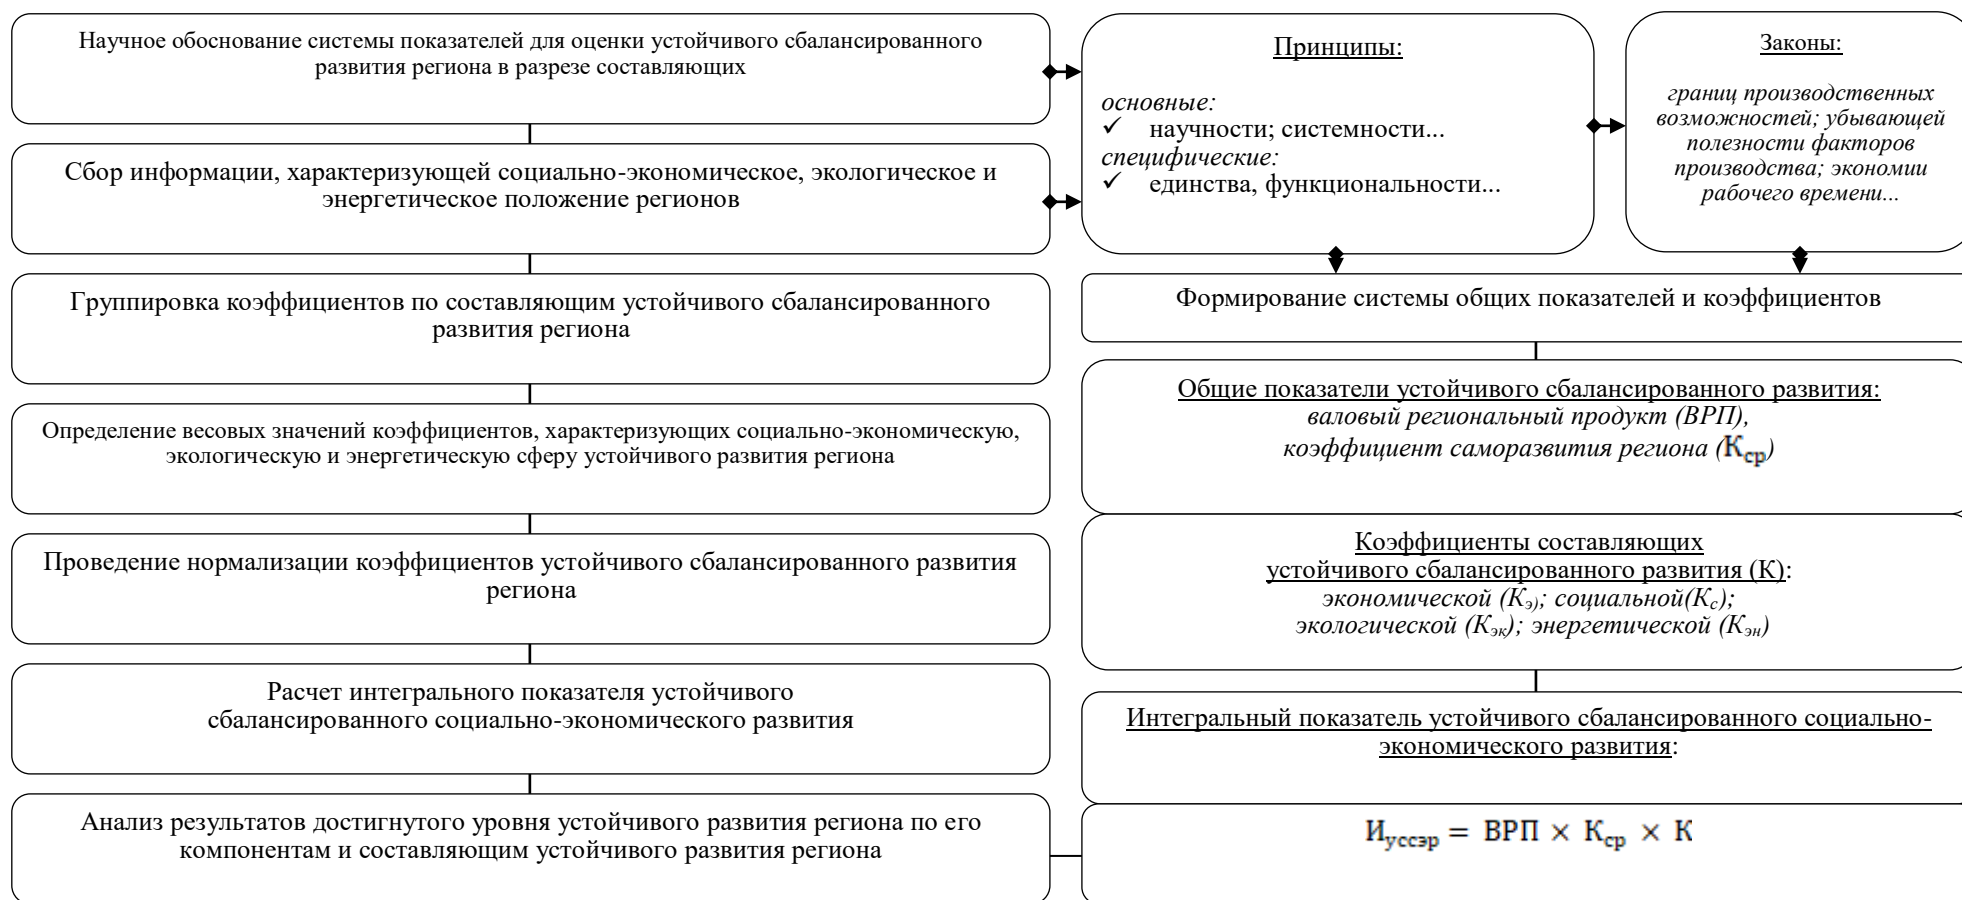 Научное обоснование системы показателей для оценки устойчивого сбалансированного
развития региона в разрезе составляющих
Сбор информации, характеризующей социально-экономическое, экологическое и
энергетическое положение регионов
Группировка коэффициентов по составляющим устойчивого сбалансированного
развития региона
Определение весовых значений коэффициентов, характеризующих социально-экономическую,
экологическую и энергетическую сферу устойчивого развития региона
Проведение нормализации коэффициентов устойчивого сбалансированного развития
региона
Расчет интегрального показателя устойчивого
сбалансированного социально-экономического развития
Анализ результатов достигнутого уровня устойчивого развития региона по его
компонентам и составляющим устойчивого развития региона
Принципы:
основные:
✓ научности; системности...
специфические:
✓ единства, функциональности...
Законы:
границ производственных
возможностей; убывающей
полезности факторов
производства; экономии
рабочего времени...
Формирование системы общих показателей и коэффициентов
Общие показатели устойчивого сбалансированного развития:
валовый региональный продукт (ВРП),
коэффициент саморазвития региона (Кср)
Коэффициенты составляющих
устойчивого сбалансированного развития (К):
экономической (Кэ); социальной(Кс);
экологической (Кэк); энергетической (Кэн)
Интегральный показатель устойчивого сбалансированного социально-
экономического развития:
Иуссэр = ВРП × Кср × К